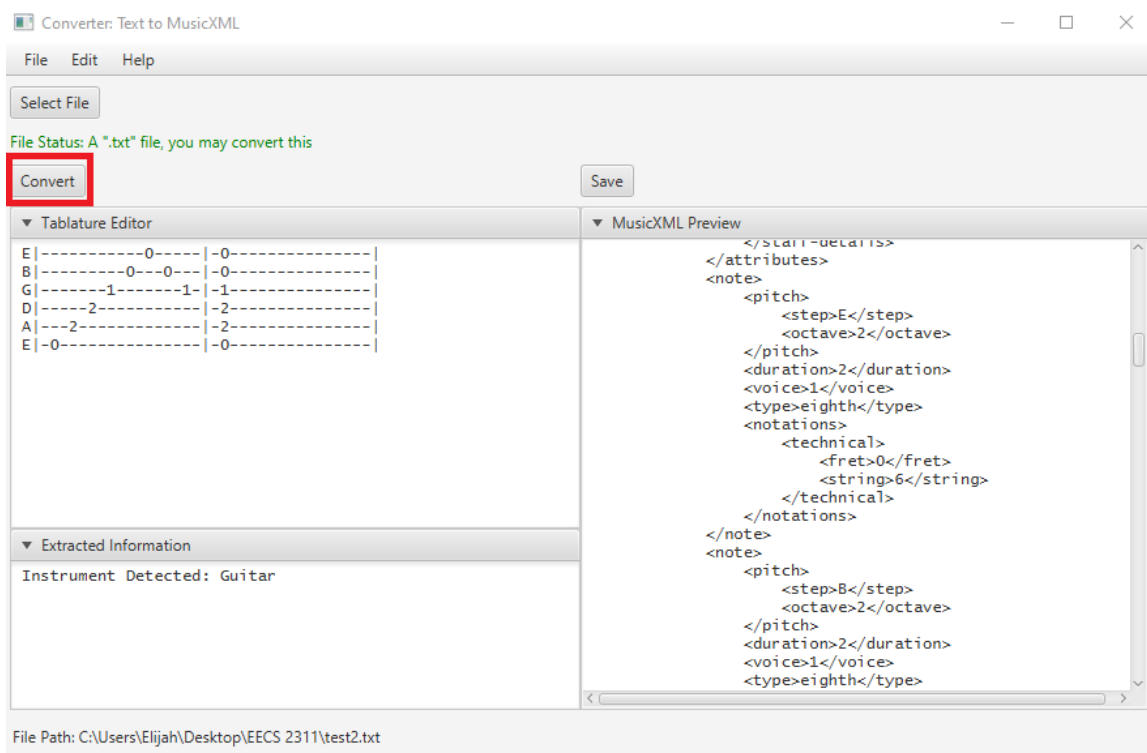 Converter: Text to MusicXML
File Edit Help
Select File
File Status: A ".txt" file, you may convert this
Convert
Save
Tablature Editor
E|-----------0-----|-0---------------|
B|---------0---0---|-0---------------|
G|-------1-------1-|-1---------------|
D|-----2-----------|-2---------------|
A|---2-------------|-2---------------|
E|-0---------------|-0---------------|
Extracted Information
Instrument Detected: Guitar
MusicXML Preview
</staff-details>
</attributes>
<note>
<pitch>
<step>E</step>
<octave>2</octave>
</pitch>
<duration>2</duration>
<voice>1</voice>
<type>eighth</type>
<notations>
<technical>
<fret>0</fret>
<string>6</string>
</technical>
</notations>
</note>
<note>
<pitch>
<step>B</step>
<octave>2</octave>
</pitch>
<duration>2</duration>
<voice>1</voice>
<type>eighth</type>
File Path: C:\Users\Elijah\Desktop\EECS 2311\test2.txt